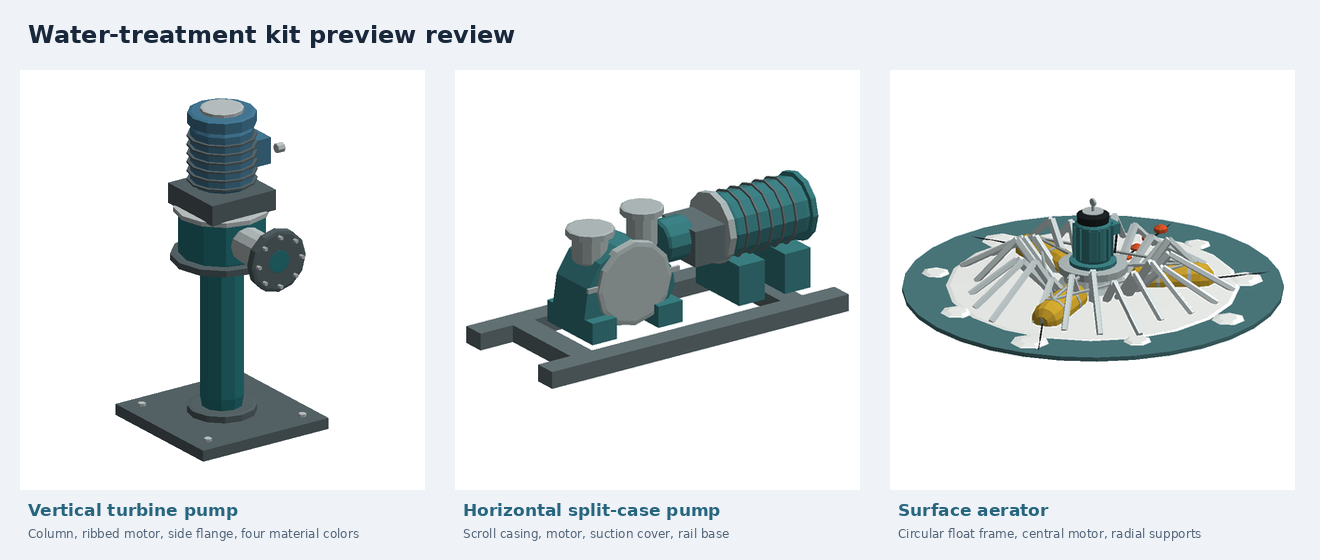 Water-treatment kit preview review
Vertical turbine pump
Column, ribbed motor, side flange, four material colors
Horizontal split-case pump
Scroll casing, motor, suction cover, rail base
Surface aerator
Circular float frame, central motor, radial supports